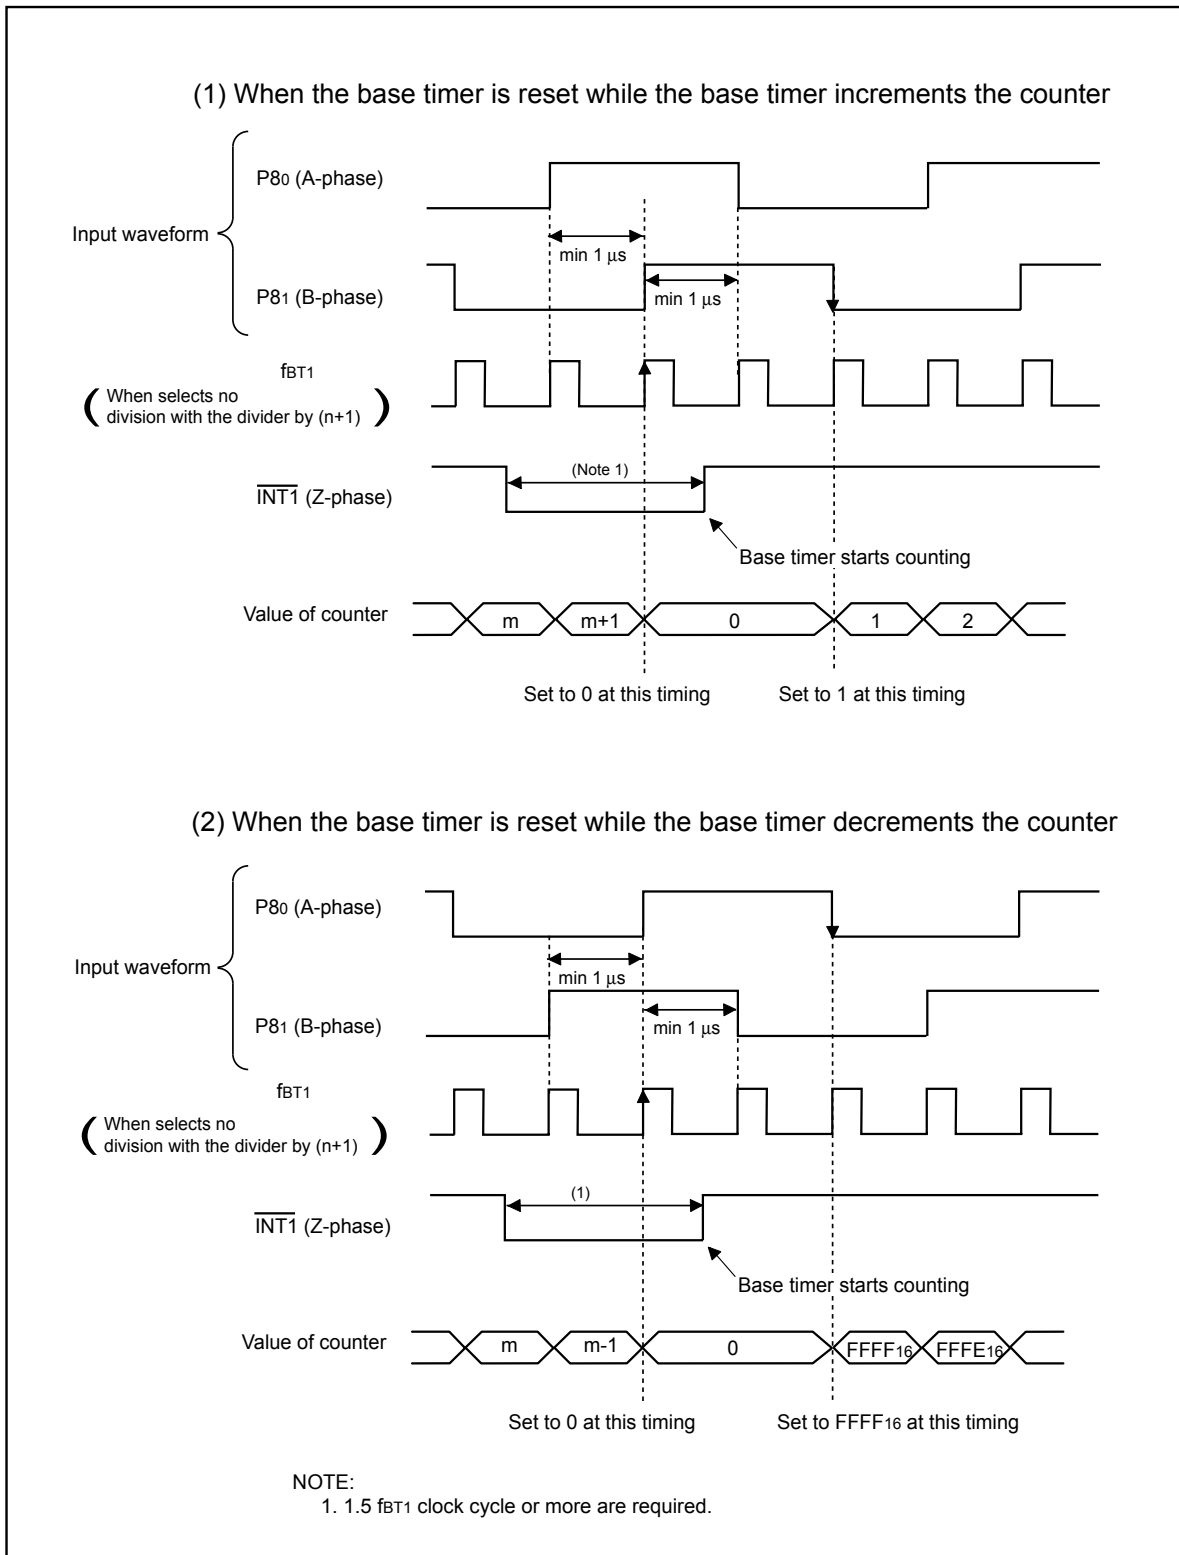 (1) When the base timer is reset while the base timer increments the counter
P80 (A-phase)
Input waveform
min 1 μs
P81 (B-phase)
min 1 μs
fBT1
(When selects no
division with the divider by (n+1))
(Note 1)
INT1 (Z-phase)
Base timer starts counting
Value of counter
m
m+1
0
1
2
Set to 0 at this timing
Set to 1 at this timing
(2) When the base timer is reset while the base timer decrements the counter
P80 (A-phase)
Input waveform
min 1 μs
P81 (B-phase)
min 1 μs
fBT1
(When selects no
division with the divider by (n+1))
(1)
INT1 (Z-phase)
Base timer starts counting
Value of counter
m
m-1
0
FFFF16
FFFE16
Set to 0 at this timing
Set to FFFF16 at this timing
NOTE:
1. 1.5 fBT1 clock cycle or more are required.